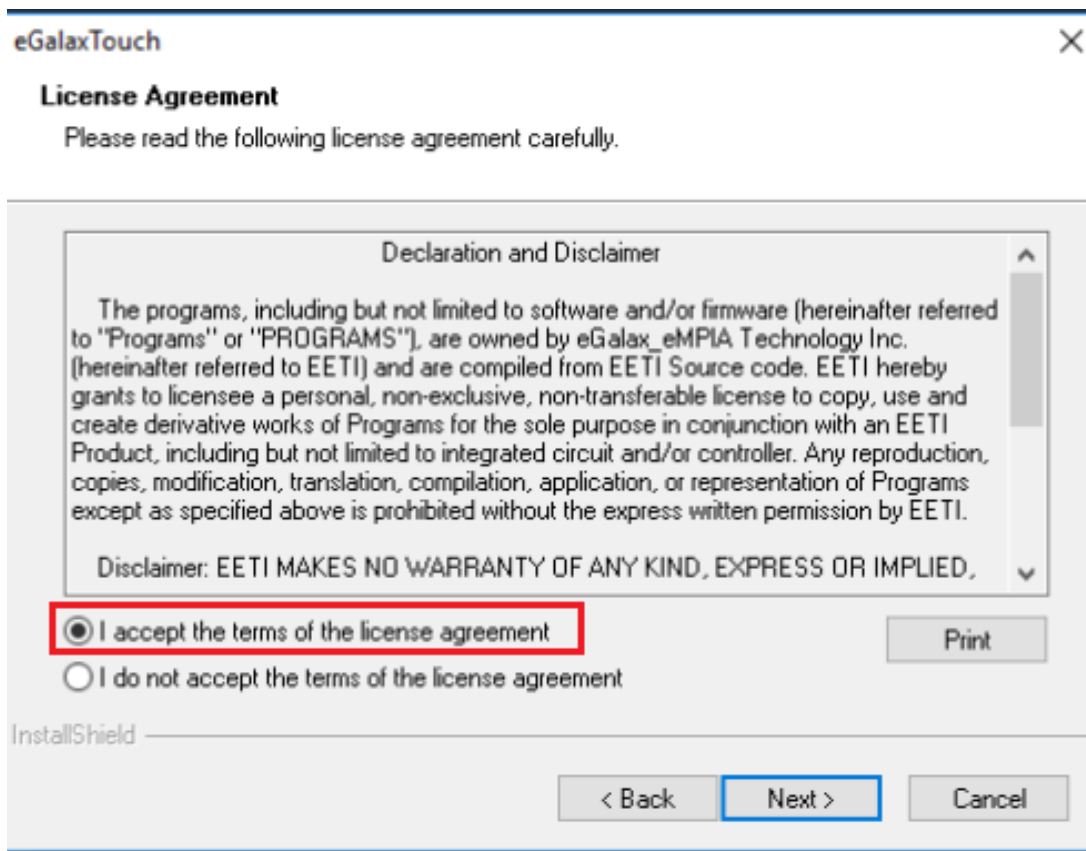 eGalaxTouch
License Agreement
Please read the following license agreement carefully.
Declaration and Disclaimer
The programs, including but not limited to software and/or firmware (hereinafter referred
to "Programs" or "PROGRAMS"), are owned by eGalax_eMPIA Technology Inc.
(hereinafter referred to EETI) and are compiled from EETI Source code. EETI hereby
grants to licensee a personal, non-exclusive, non-transferable license to copy, use and
create derivative works of Programs for the sole purpose in conjunction with an EETI
Product, including but not limited to integrated circuit and/or controller. Any reproduction,
copies, modification, translation, compilation, application, or representation of Programs
except as specified above is prohibited without the express written permission by EETI.
Disclaimer: EETI MAKES NO WARRANTY OF ANY KIND, EXPRESS OR IMPLIED,
I accept the terms of the license agreement
Print
I do not accept the terms of the license agreement
InstallShield
< Back
Next >
Cancel